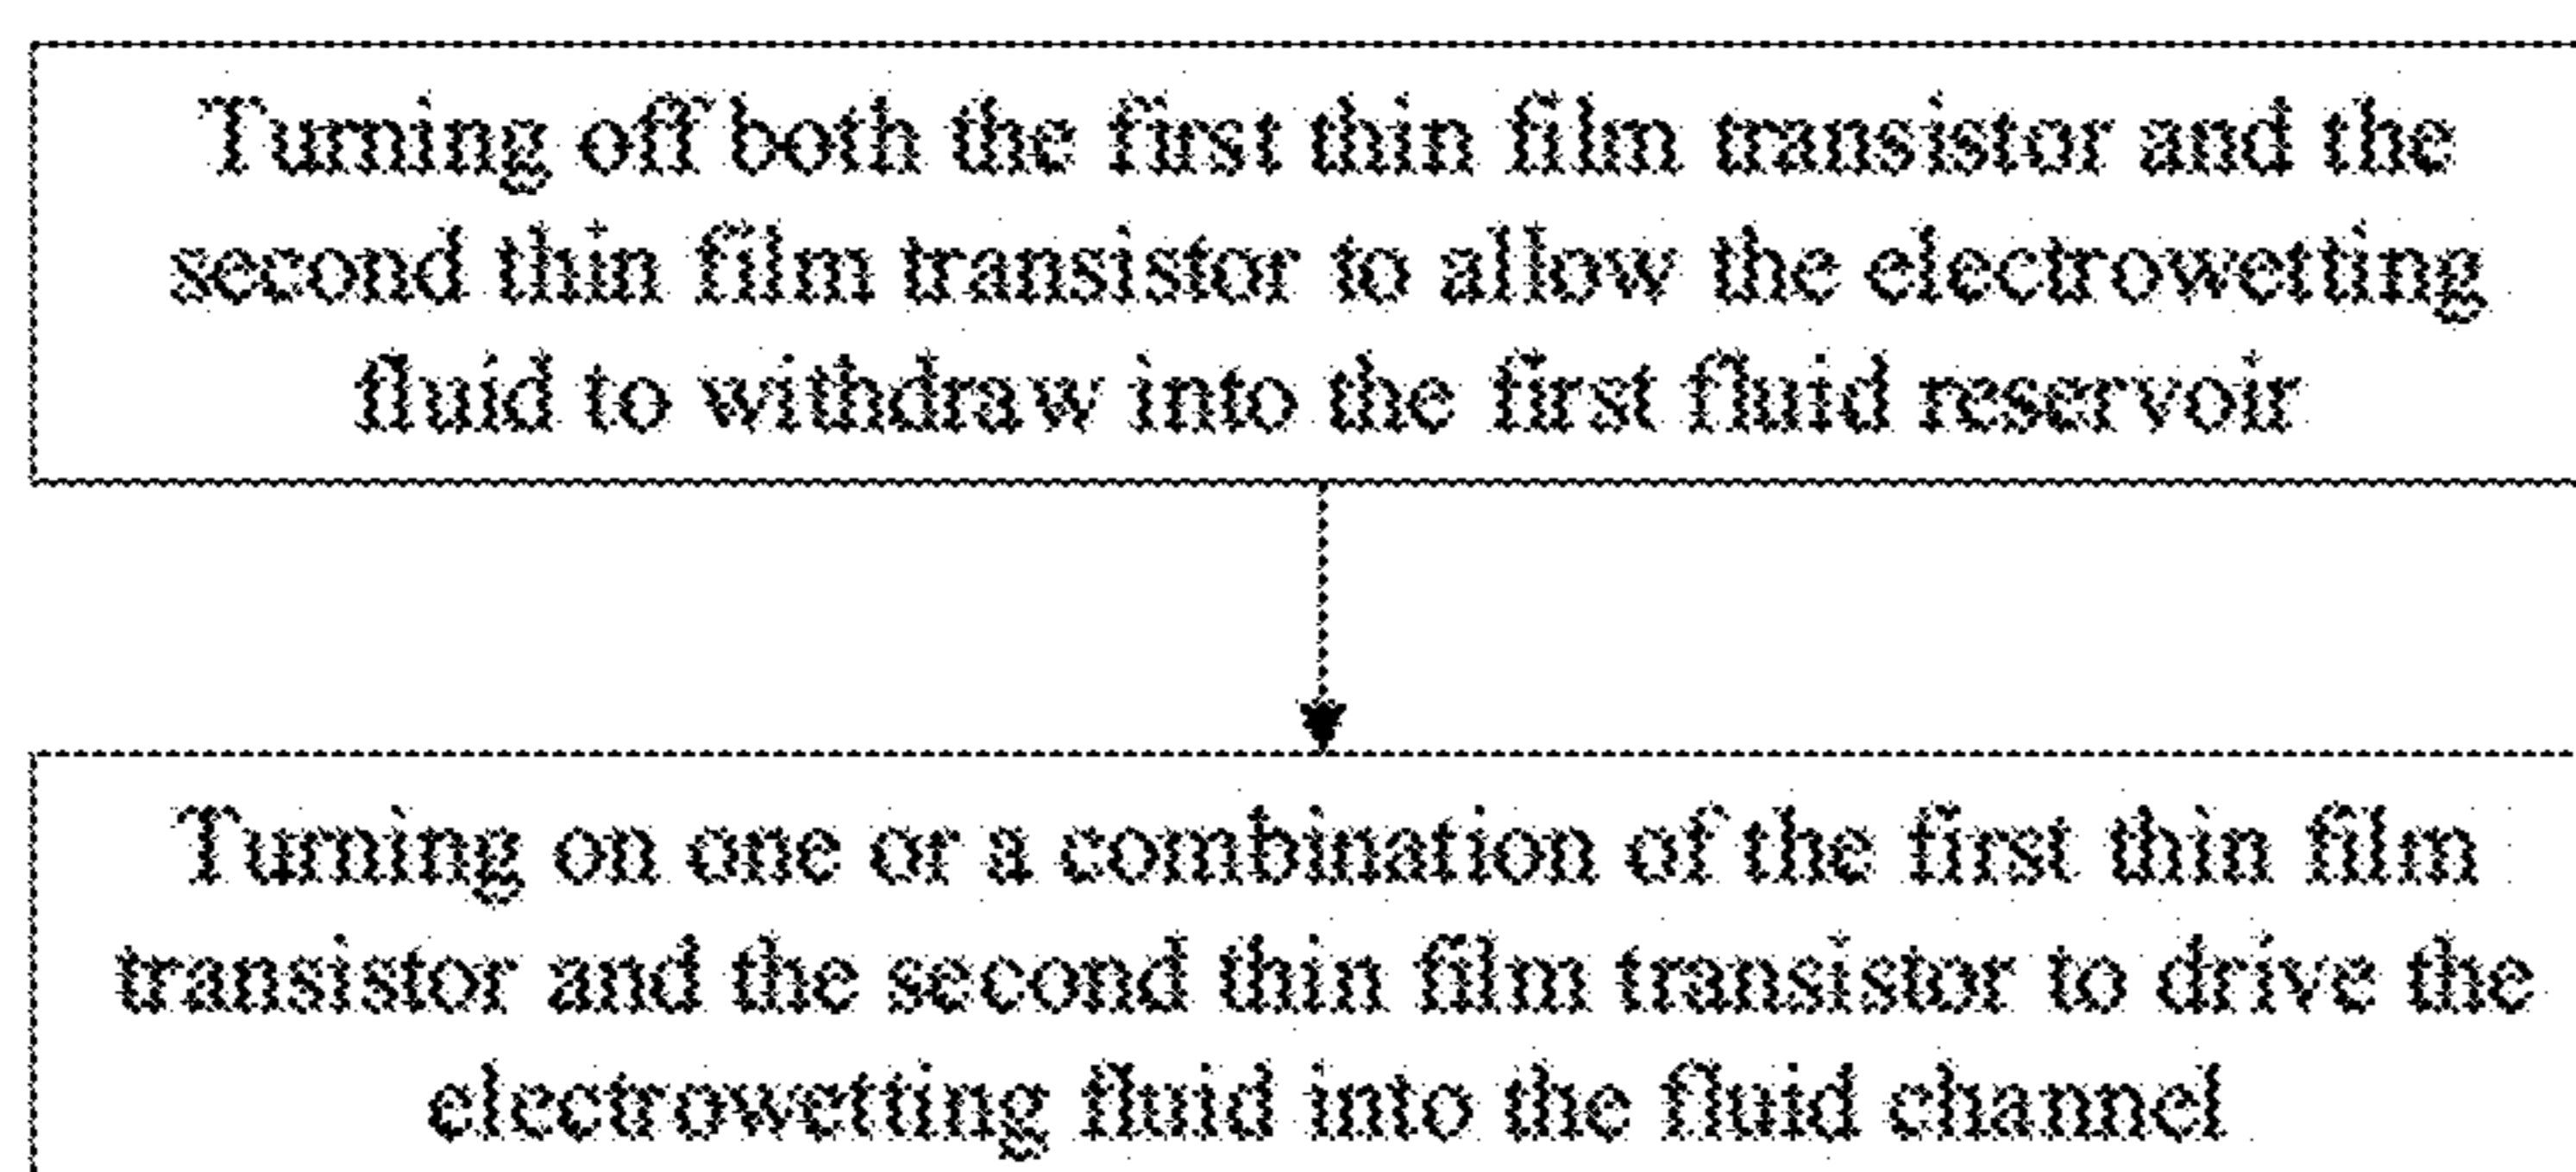 Turning off both the first thin film transistor and the
second thin film transistor to allow the electrowetting
fluid to withdraw into the first fluid reservoir
Turning on one or a combination of the first thin film
transistor and the second thin film transistor to drive the
electrowetting fluid into the fluid channel